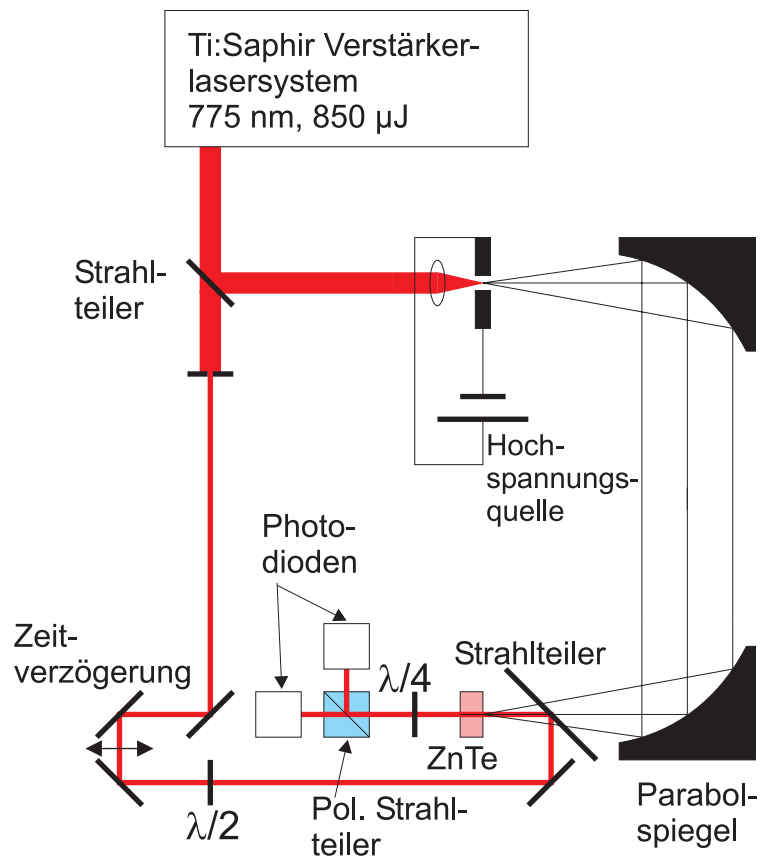 Ti:Saphir Verstärker-
lasersystem
775 nm, 850 µJ
Strahl-
teiler
Hoch-
spannungs-
quelle
Photo-
dioden
Zeit-
verzögerung
Strahlteiler
λ/4
ZnTe
λ/2
Pol. Strahl-
teiler
Parabol-
spiegel